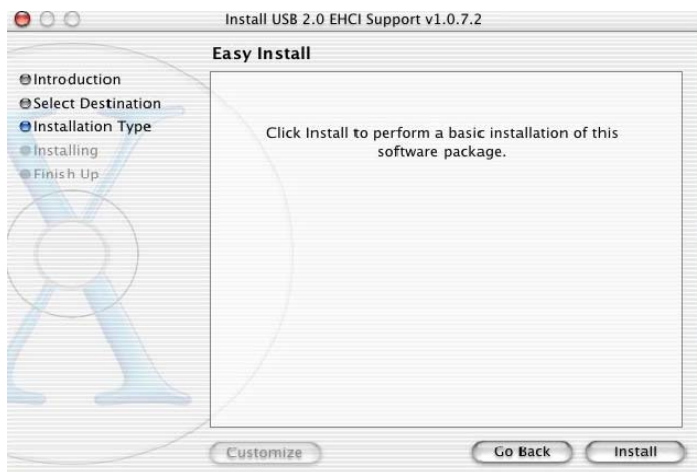 Install USB 2.0 EHCI Support v1.0.7.2
Easy Install
Introduction
Select Destination
Installation Type
Installing
Finish Up
Click Install to perform a basic installation of this
software package.
Customize
Go Back
Install